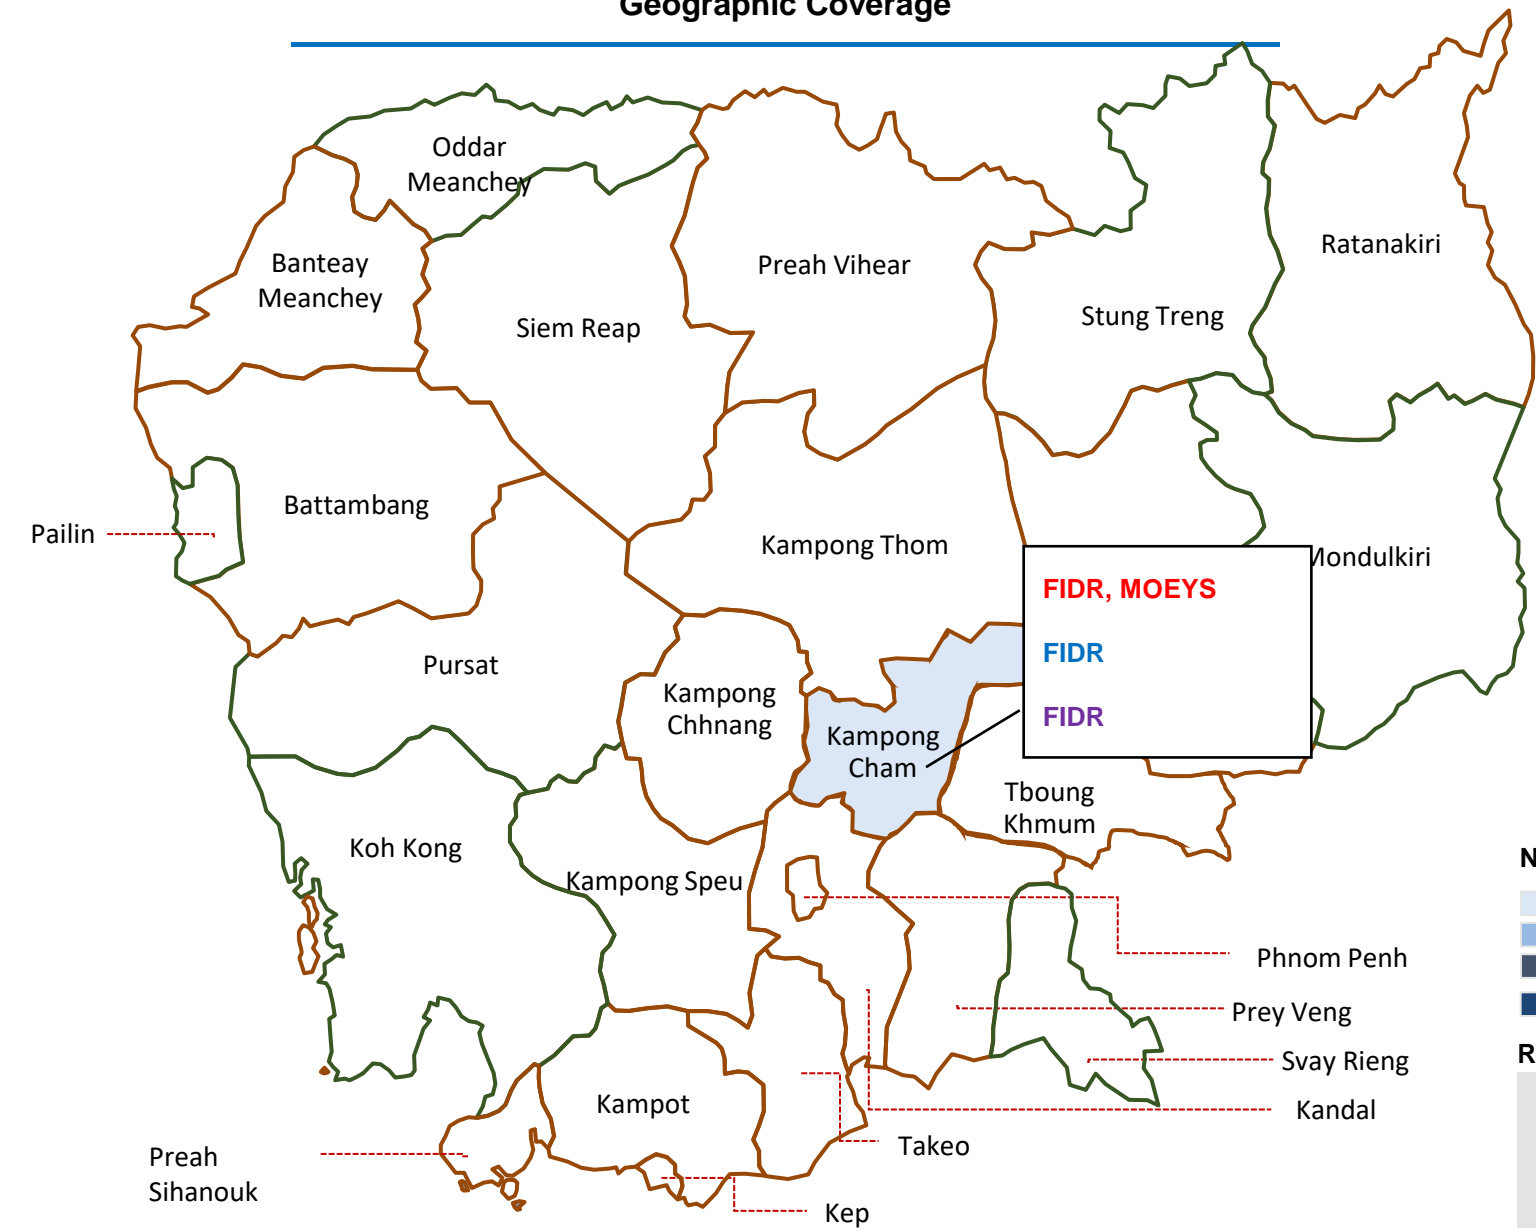 Geographic Coverage
Oddar
Meanchey
Banteay
Meanchey
Siem Reap
Preah Vihear
Stung Treng
Ratanakiri
Battambang
Pailin
Kampong Thom
Mondulkiri
FIDR, MOEYS
FIDR
FIDR
Pursat
Kampong
Chhnang
Kampong
Cham
Tboung
Khmum
Koh Kong
Kampong Speu
N
Phnom Penh
Prey Veng
R
Svay Rieng
Kandal
Kampot
Takeo
Preah
Sihanouk
Kep